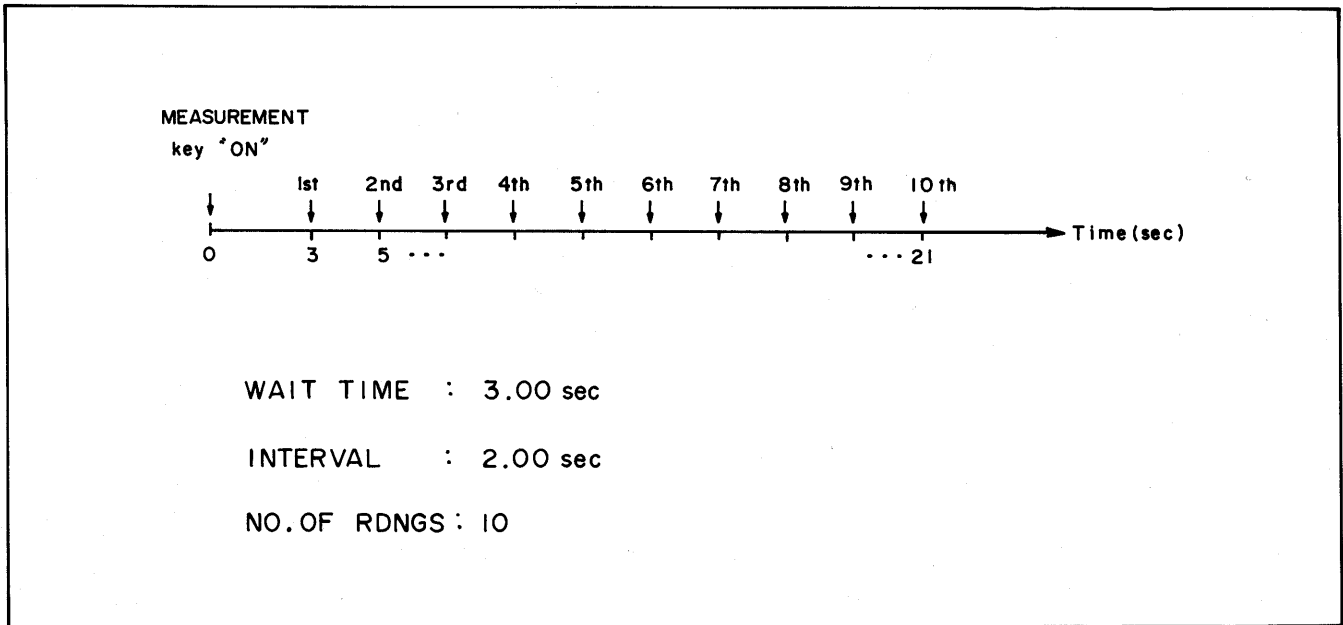 MEASUREMENT
key "ON"
1st 2nd 3rd 4th 5th 6th 7th 8th 9th 10th
Time(sec)
0 3 5 ... ... 21
WAIT TIME : 3.00 sec
INTERVAL : 2.00 sec
NO. OF RDNGS : 10